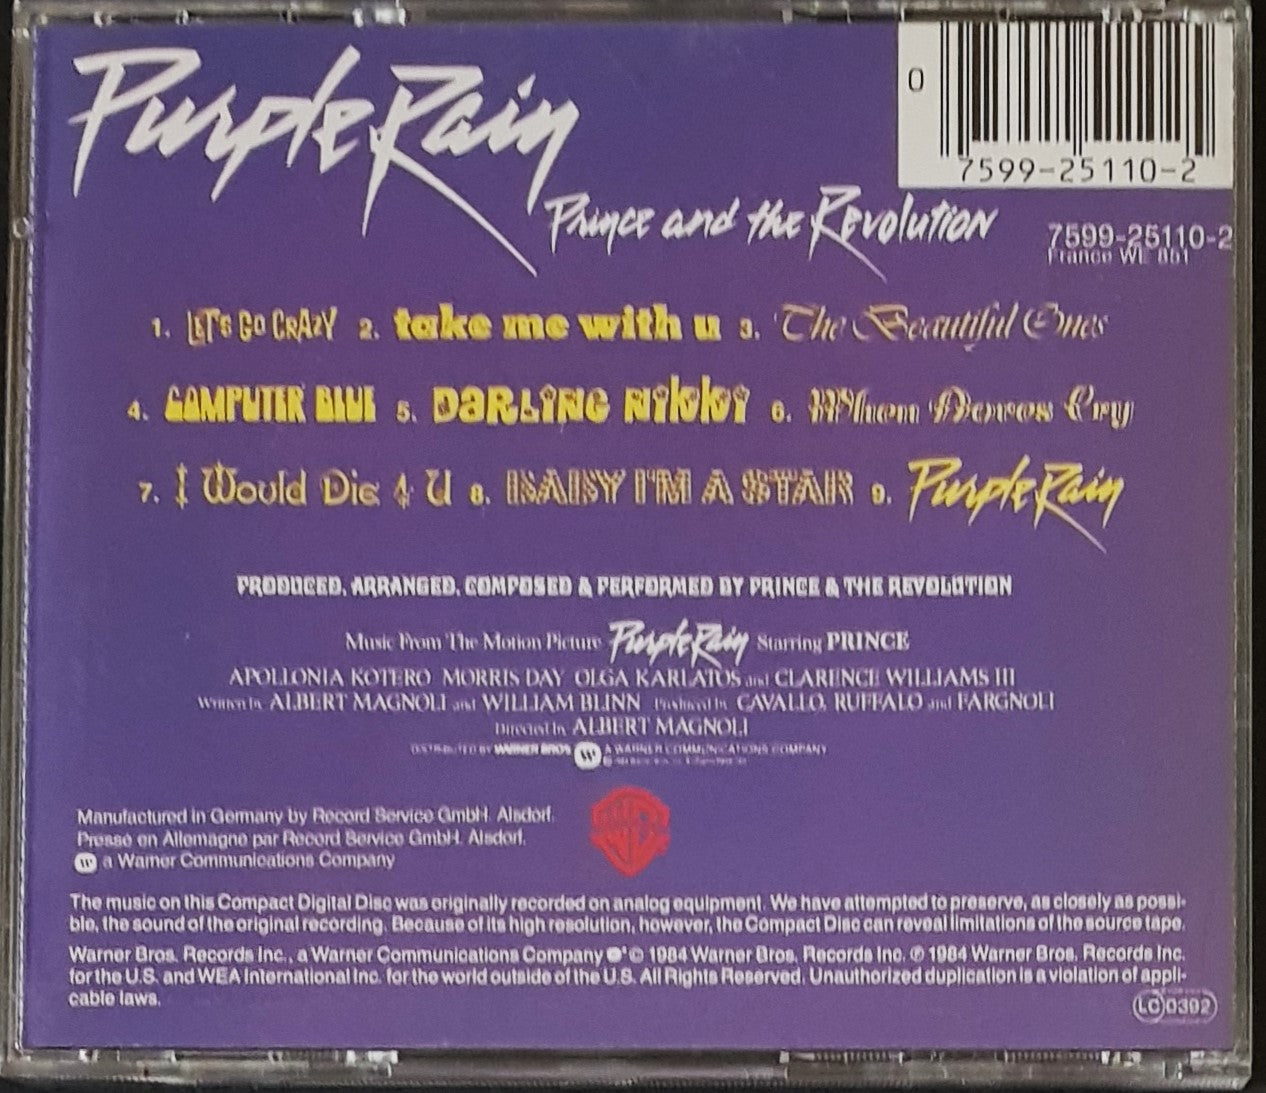 Purple Rain
0
7599-25110-2
Prince and the Revolution
7599-25110-2
France WE 851
1. LET'S GO CRAZY 2. take me with u 3. The Beautiful Ones
4. COMPUTER BLUE 5. DARLING NIKKI 6. When Doves Cry
7. I Would Die 4 U 8. BABY I'M A STAR 9. Purple Rain
PRODUCED, ARRANGED, COMPOSED & PERFORMED BY PRINCE & THE REVOLUTION
Music From The Motion Picture Purple Rain Starring PRINCE
APOLLONIA KOTERO MORRIS DAY OLGA KARLATOS and CLARENCE WILLIAMS III
Written by ALBERT MAGNOLI and WILLIAM BLINN Produced by CAVALLO, RUFFALO and FARGNOLI
Directed by ALBERT MAGNOLI
DISTRIBUTED BY WARNER BROS A WARNER COMMUNICATIONS COMPANY
Manufactured in Germany by Record Service GmbH. Alsdorf.
Pressé en Allemagne par Record Service GmbH. Alsdorf.
a Warner Communications Company
WB
The music on this Compact Digital Disc was originally recorded on analog equipment. We have attempted to preserve, as closely as possi-
ble, the sound of the original recording. Because of its high resolution, however, the Compact Disc can reveal limitations of the source tape.
Warner Bros. Records Inc., a Warner Communications Company © 1984 Warner Bros. Records Inc. ℗ 1984 Warner Bros. Records Inc.
for the U.S. and WEA International Inc. for the world outside of the U.S. All Rights Reserved. Unauthorized duplication is a violation of appli-
cable laws.
LC 0392